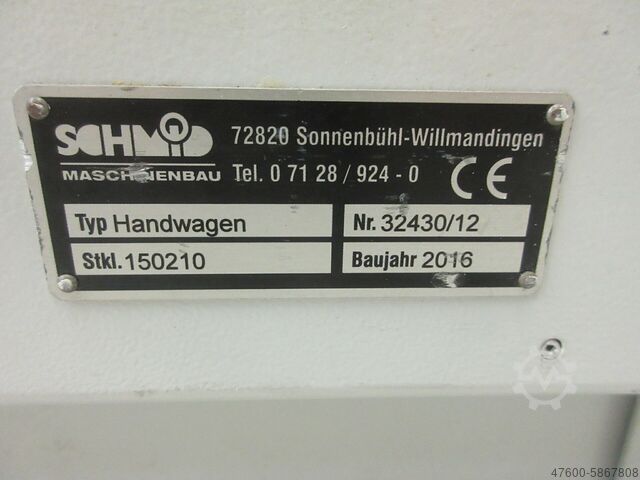 SCHMID 72820 Sonnenbühl-Willmandingen
MASCHINENBAU Tel. 0 71 28 / 924 - 0 CE
Typ Handwagen Nr. 32430/12
Stkl. 150210 Baujahr 2016
47600-5867808